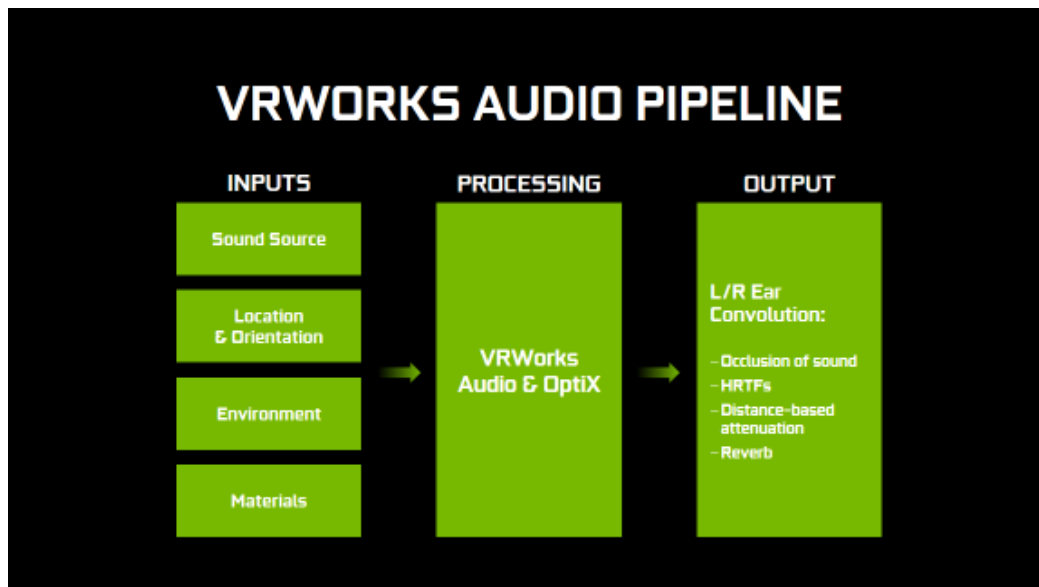 VRWORKS AUDIO PIPELINE
INPUTS
Sound Source
Location
& Orientation
Environment
Materials
PROCESSING
VRWorks
Audio & OptiX
OUTPUT
L/R Ear
Convolution:
– Occlusion of sound
– HRTFs
– Distance-based
attenuation
– Reverb